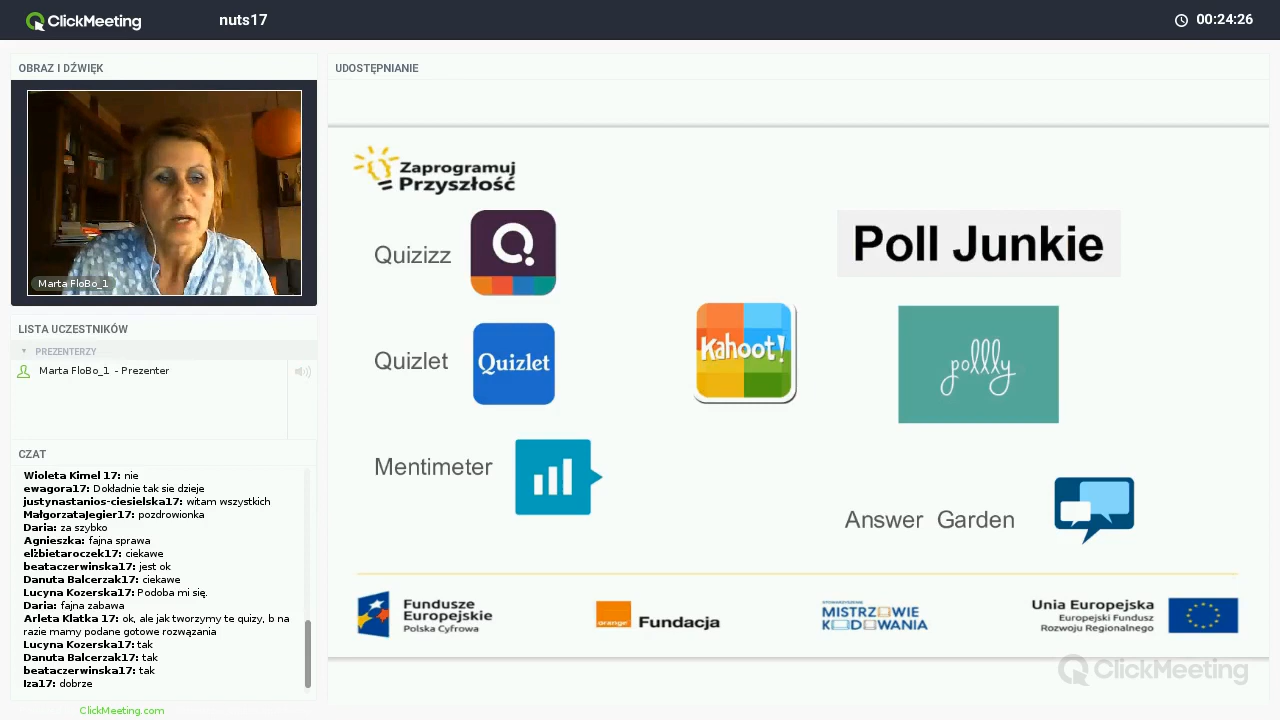 ClickMeeting
nuts17
00:24:26
OBRAZ I DŹWIĘK
Marta FloBo_1
LISTA UCZESTNIKÓW
PREZENTERZY
Marta FloBo_1 - Prezenter
CZAT
Wioleta Kimel 17: nie
ewagora17: Dokładnie tak sie dzieje
justynastanios-ciesielska17: witam wszystkich
MałgorzataJegier17: pozdrowionka
Daria: za szybko
Agnieszka: fajna sprawa
elżbietaroczek17: ciekawe
beataczerwinska17: jest ok
Danuta Balcerzak17: ciekawe
Lucyna Kozerska17: Podoba mi się.
Daria: fajna zabawa
Arleta Klatka 17: ok, ale jak tworzymy te quizy, b na
razie mamy podane gotowe rozwązania
Lucyna Kozerska17: tak
Danuta Balcerzak17: tak
beataczerwinska17: tak
Iza17: dobrze
ClickMeeting.com
UDOSTĘPNIANIE
Zaprogramuj
Przyszłość
Quizizz
Poll Junkie
Quizlet
Quizlet
Kahoot!
pollly
Mentimeter
Answer Garden
Fundusze
Europejskie
Polska Cyfrowa
orange
Fundacja
STOWARZYSZENIE
MISTRZOWIE
KODOWANIA
Unia Europejska
Europejski Fundusz
Rozwoju Regionalnego
ClickMeeting